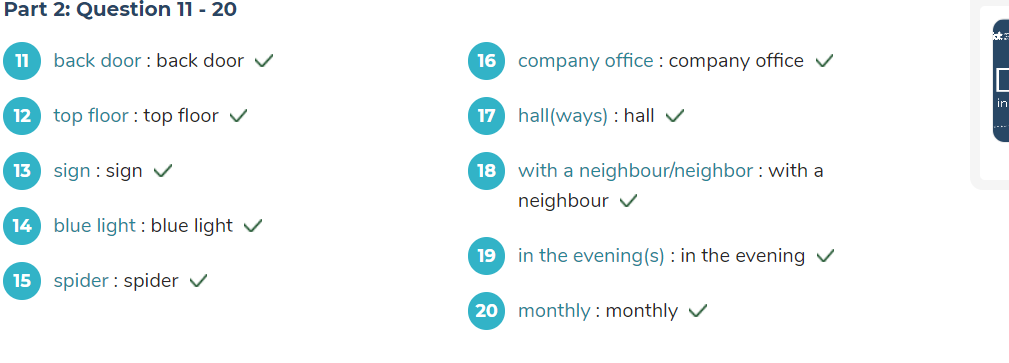 Part 2: Question 11 - 20
11 back door : back door
12 top floor : top floor
13 sign : sign
14 blue light : blue light
15 spider : spider
16 company office : company office
17 hall(ways) : hall
18 with a neighbour/neighbor : with a
neighbour
19 in the evening(s) : in the evening
20 monthly : monthly
in